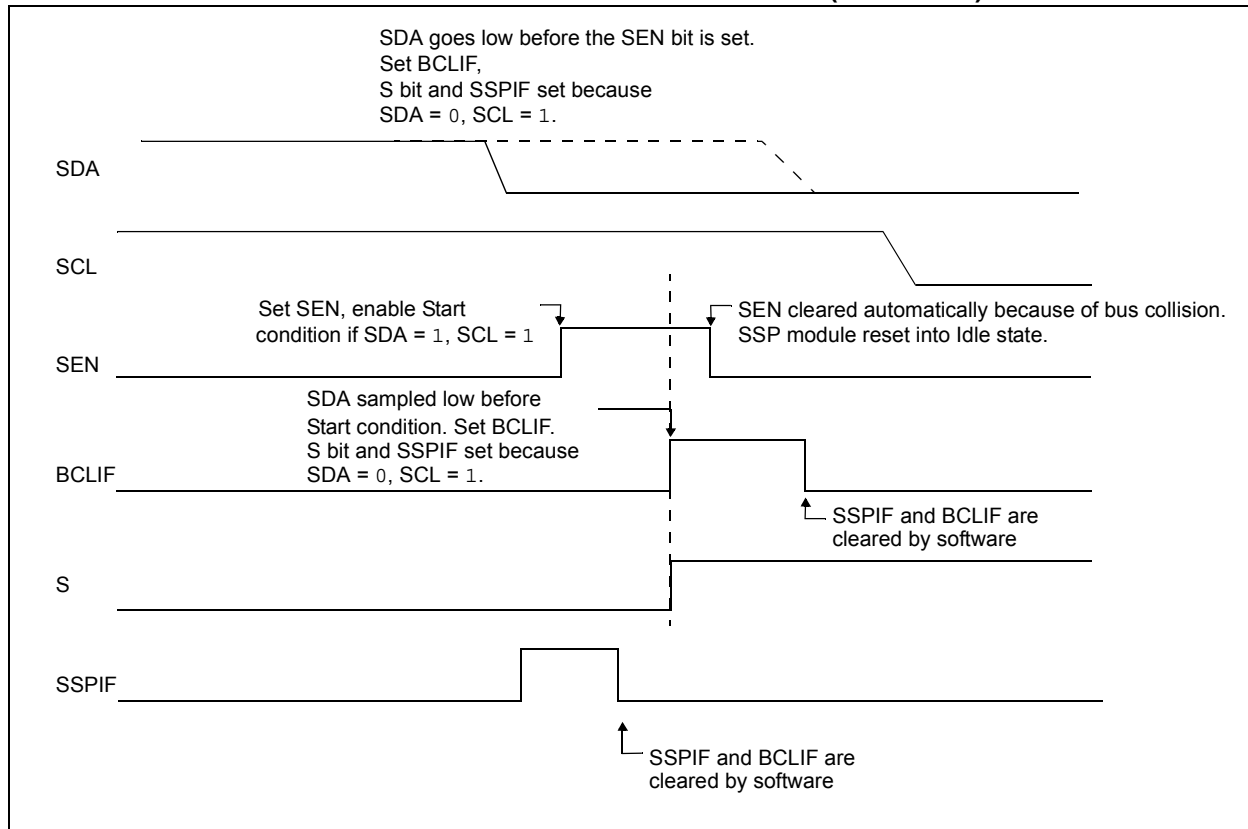 SDA goes low before the SEN bit is set.
Set BCLIF,
S bit and SSPIF set because
SDA = 0, SCL = 1.
SDA
SCL
Set SEN, enable Start
condition if SDA = 1, SCL = 1
SEN cleared automatically because of bus collision.
SSP module reset into Idle state.
SEN
SDA sampled low before
Start condition. Set BCLIF.
S bit and SSPIF set because
SDA = 0, SCL = 1.
BCLIF
SSPIF and BCLIF are
cleared by software
S
SSPIF
SSPIF and BCLIF are
cleared by software